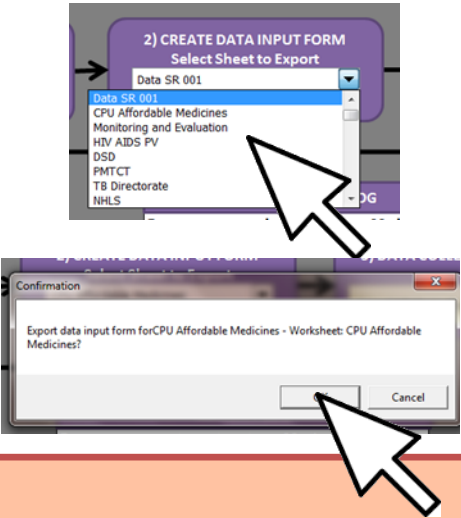 2) CREATE DATA INPUT FORM
Select Sheet to Export
Data SR 001
Data SR 001
CPU Affordable Medicines
Monitoring and Evaluation
HIV AIDS PV
DSD
PMTCT
TB Directorate
NHLS
OG
Confirmation
Export data input form forCPU Affordable Medicines - Worksheet: CPU Affordable
Medicines?
Cancel